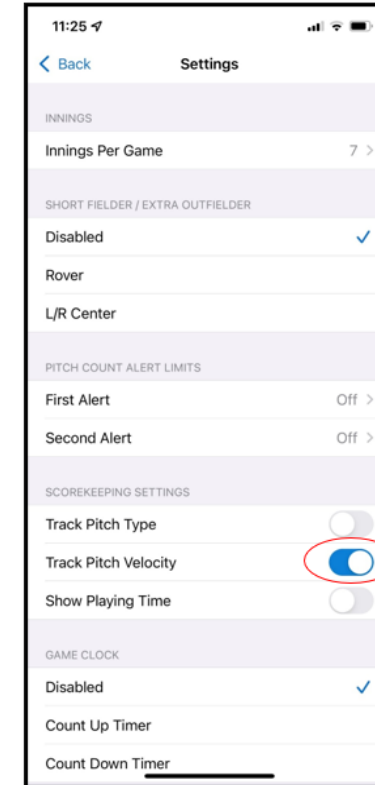 11:25
Back Settings
INNINGS
Innings Per Game 7
SHORT FIELDER / EXTRA OUTFIELDER
Disabled
Rover
L/R Center
PITCH COUNT ALERT LIMITS
First Alert Off
Second Alert Off
SCOREKEEPING SETTINGS
Track Pitch Type
Track Pitch Velocity
Show Playing Time
GAME CLOCK
Disabled
Count Up Timer
Count Down Timer